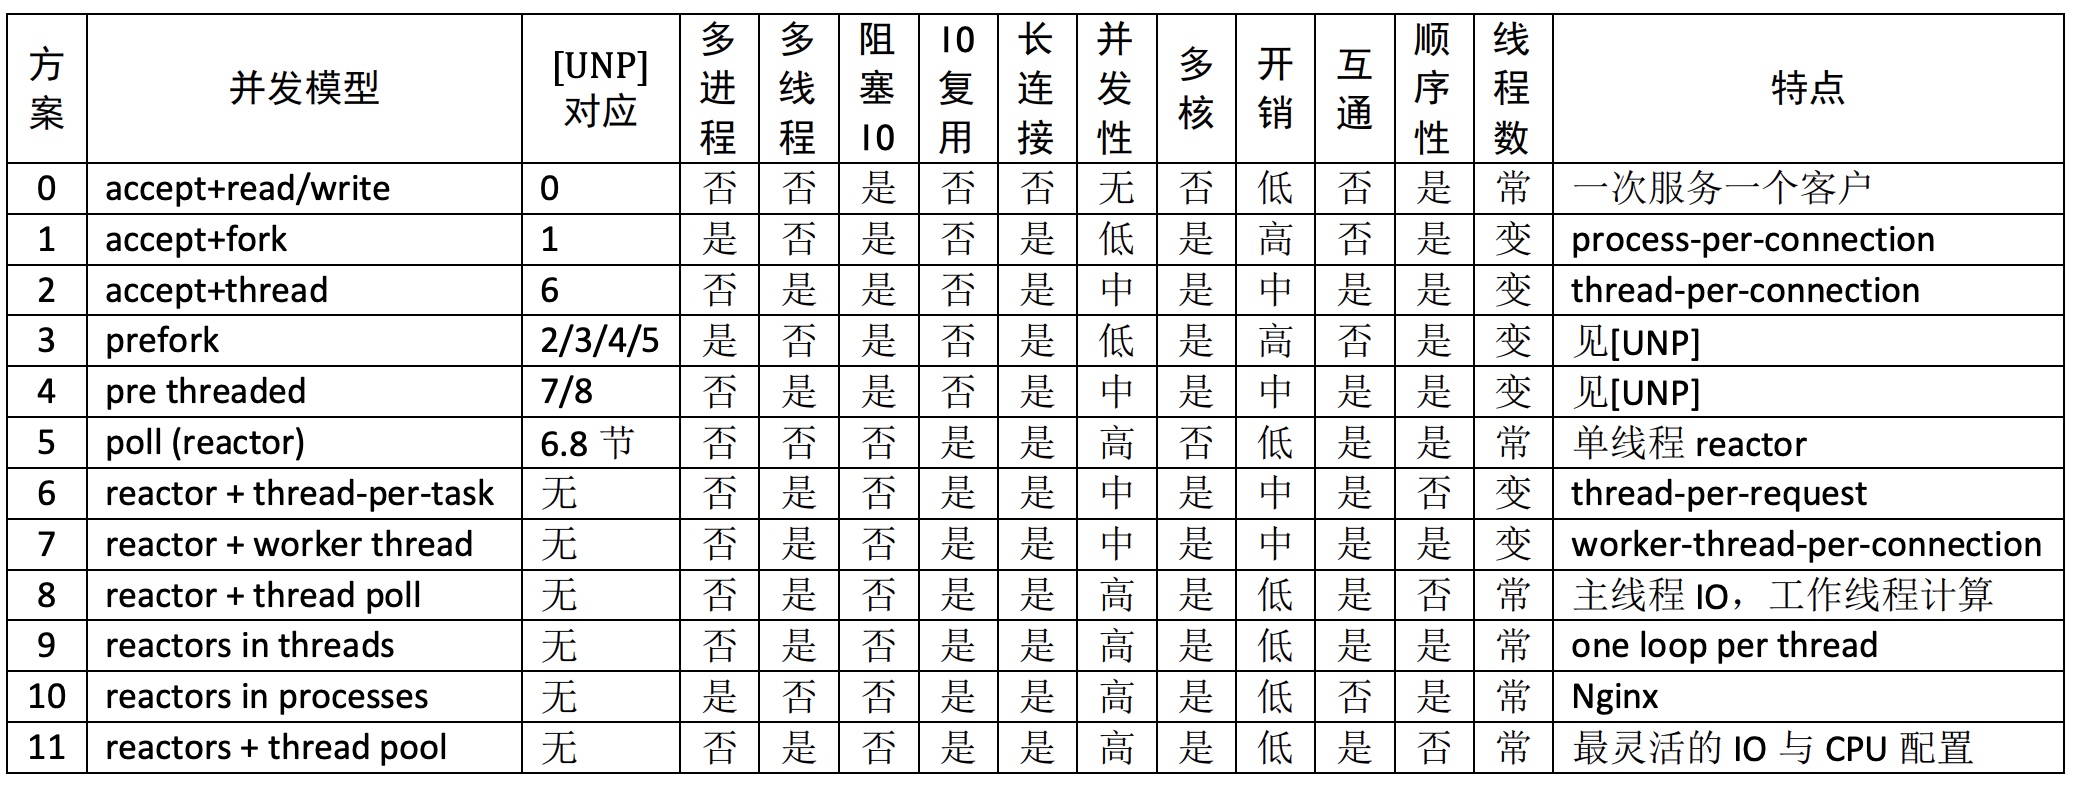 方案 并发模型 [UNP]对应 多进程 多线程 阻塞IO IO复用 长连接 并发性 多核 开销 互通 顺序性 线程数 特点
0 accept+read/write 0 否 否 是 否 否 无 否 低 否 是 常 一次服务一个客户
1 accept+fork 1 是 否 是 否 是 低 是 高 否 是 变 process-per-connection
2 accept+thread 6 否 是 是 否 是 中 是 中 是 是 变 thread-per-connection
3 prefork 2/3/4/5 是 否 是 否 是 低 是 高 否 是 变 见[UNP]
4 pre threaded 7/8 否 是 是 否 是 中 是 中 是 是 变 见[UNP]
5 poll (reactor) 6.8 节 否 否 否 是 是 高 否 低 是 是 常 单线程 reactor
6 reactor + thread-per-task 无 否 是 否 是 是 中 是 中 是 否 变 thread-per-request
7 reactor + worker thread 无 否 是 否 是 是 中 是 中 是 是 变 worker-thread-per-connection
8 reactor + thread poll 无 否 是 否 是 是 高 是 低 是 否 常 主线程 IO，工作线程计算
9 reactors in threads 无 否 是 否 是 是 高 是 低 是 是 常 one loop per thread
10 reactors in processes 无 是 否 否 是 是 高 是 低 否 是 常 Nginx
11 reactors + thread pool 无 否 是 否 是 是 高 是 低 是 否 常 最灵活的 IO 与 CPU 配置